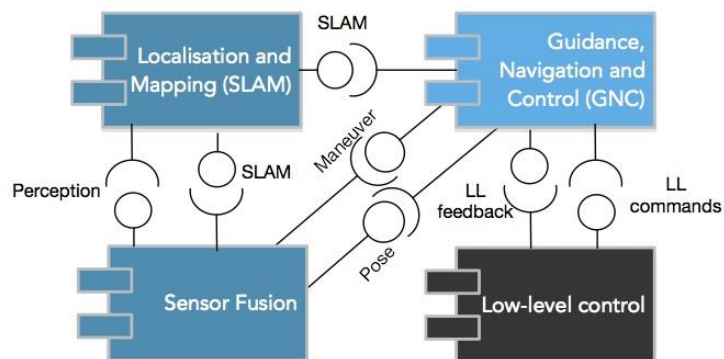 SLAM
Localisation and
Mapping (SLAM)
Guidance,
Navigation and
Control (GNC)
Maneuver
Perception
SLAM
LL
feedback
LL
commands
Pose
Sensor Fusion
Low-level control